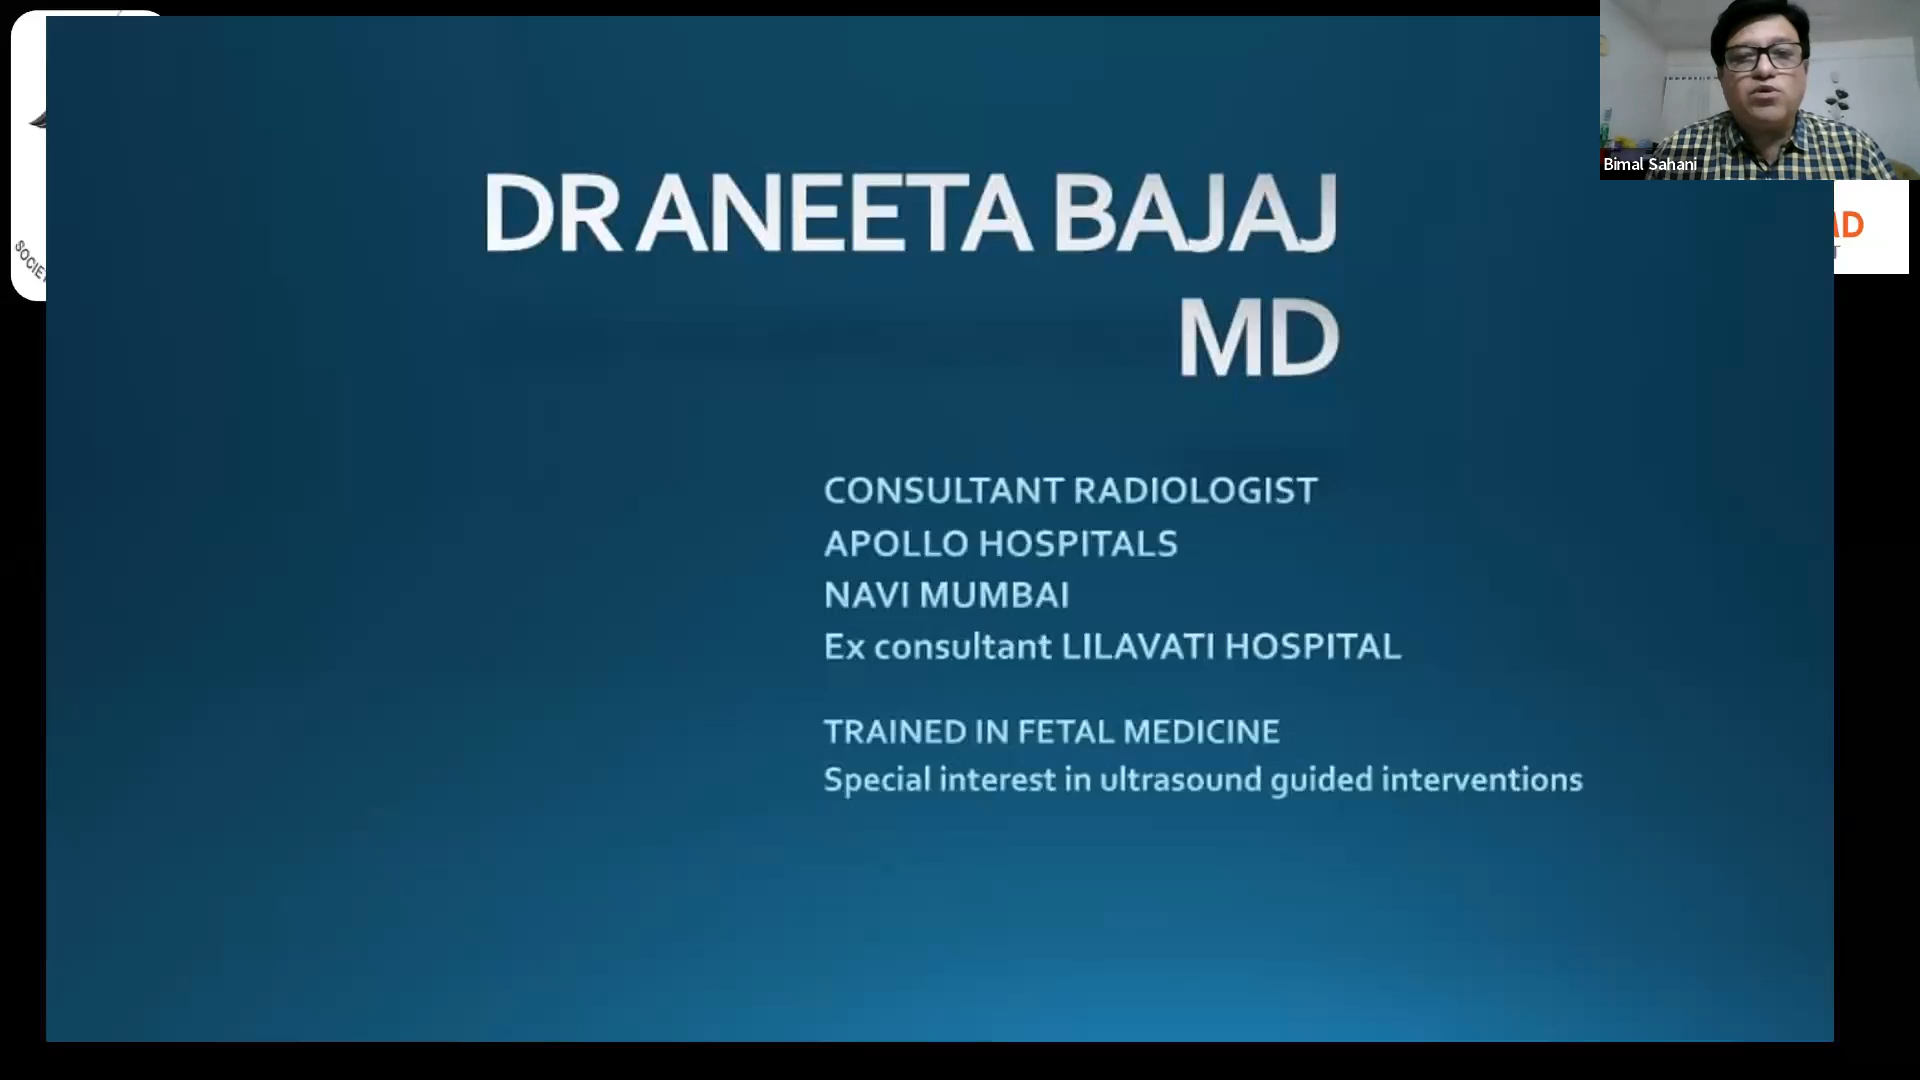 DR ANEETA BAJAJ
MD
CONSULTANT RADIOLOGIST
APOLLO HOSPITALS
NAVI MUMBAI
Ex consultant LILAVATI HOSPITAL
TRAINED IN FETAL MEDICINE
Special interest in ultrasound guided interventions
Bimal Sahani